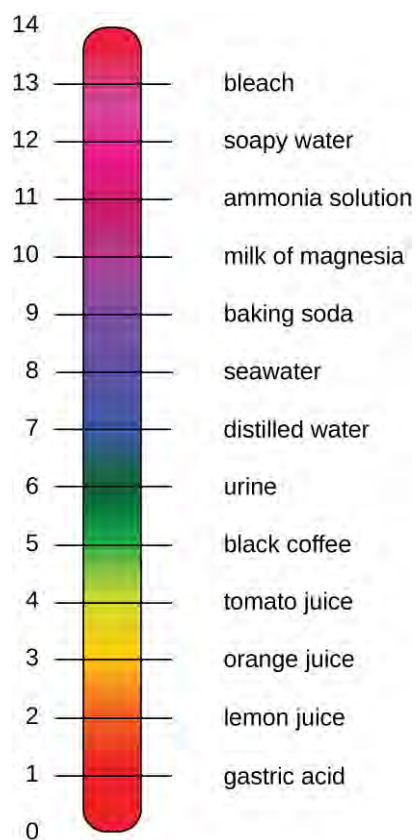 14
13 bleach
12 soapy water
11 ammonia solution
10 milk of magnesia
9 baking soda
8 seawater
7 distilled water
6 urine
5 black coffee
4 tomato juice
3 orange juice
2 lemon juice
1 gastric acid
0